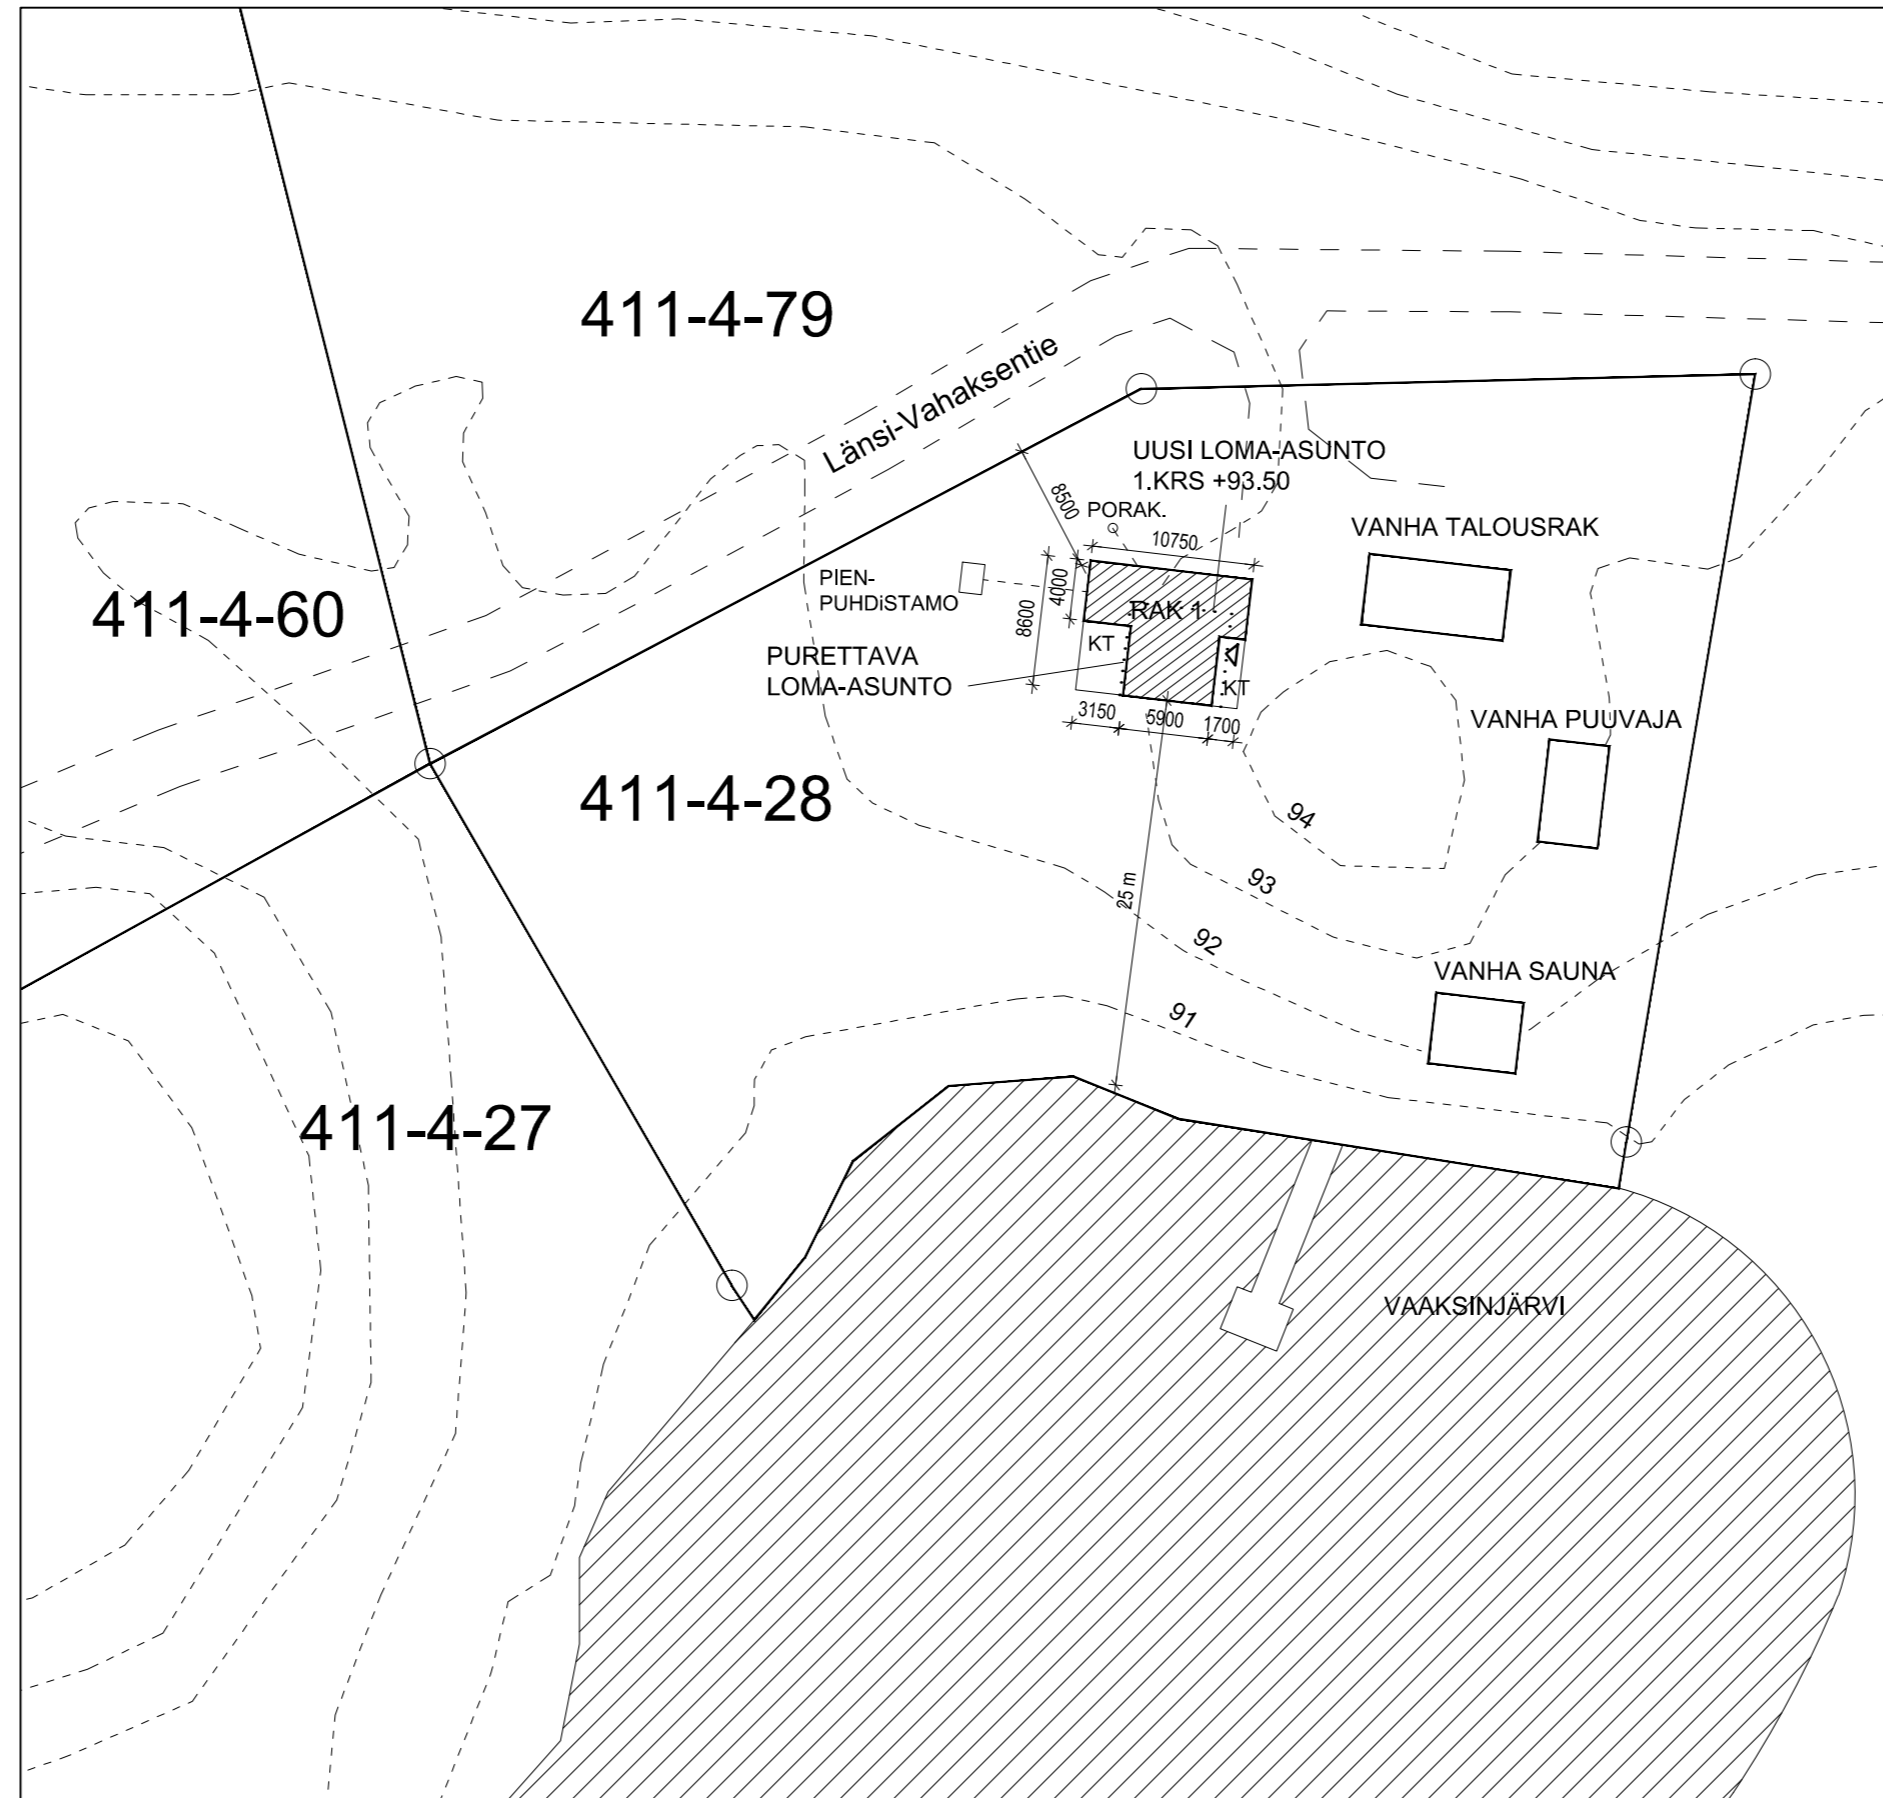 411-4-79
Länsi-Vahaksentie
UUSI LOMA-ASUNTO
1.KRS +93.50
8500
PORAK.
10750
VANHA TALOUSRAK
PIEN-
PUHDiSTAMO
4000
8600
RAK 1
411-4-60
KT
PURETTAVA
LOMA-ASUNTO
KT
3150
5900
1700
VANHA PUUVAJA
411-4-28
94
93
25 m
92
VANHA SAUNA
91
411-4-27
VAAKSINJÄRVI